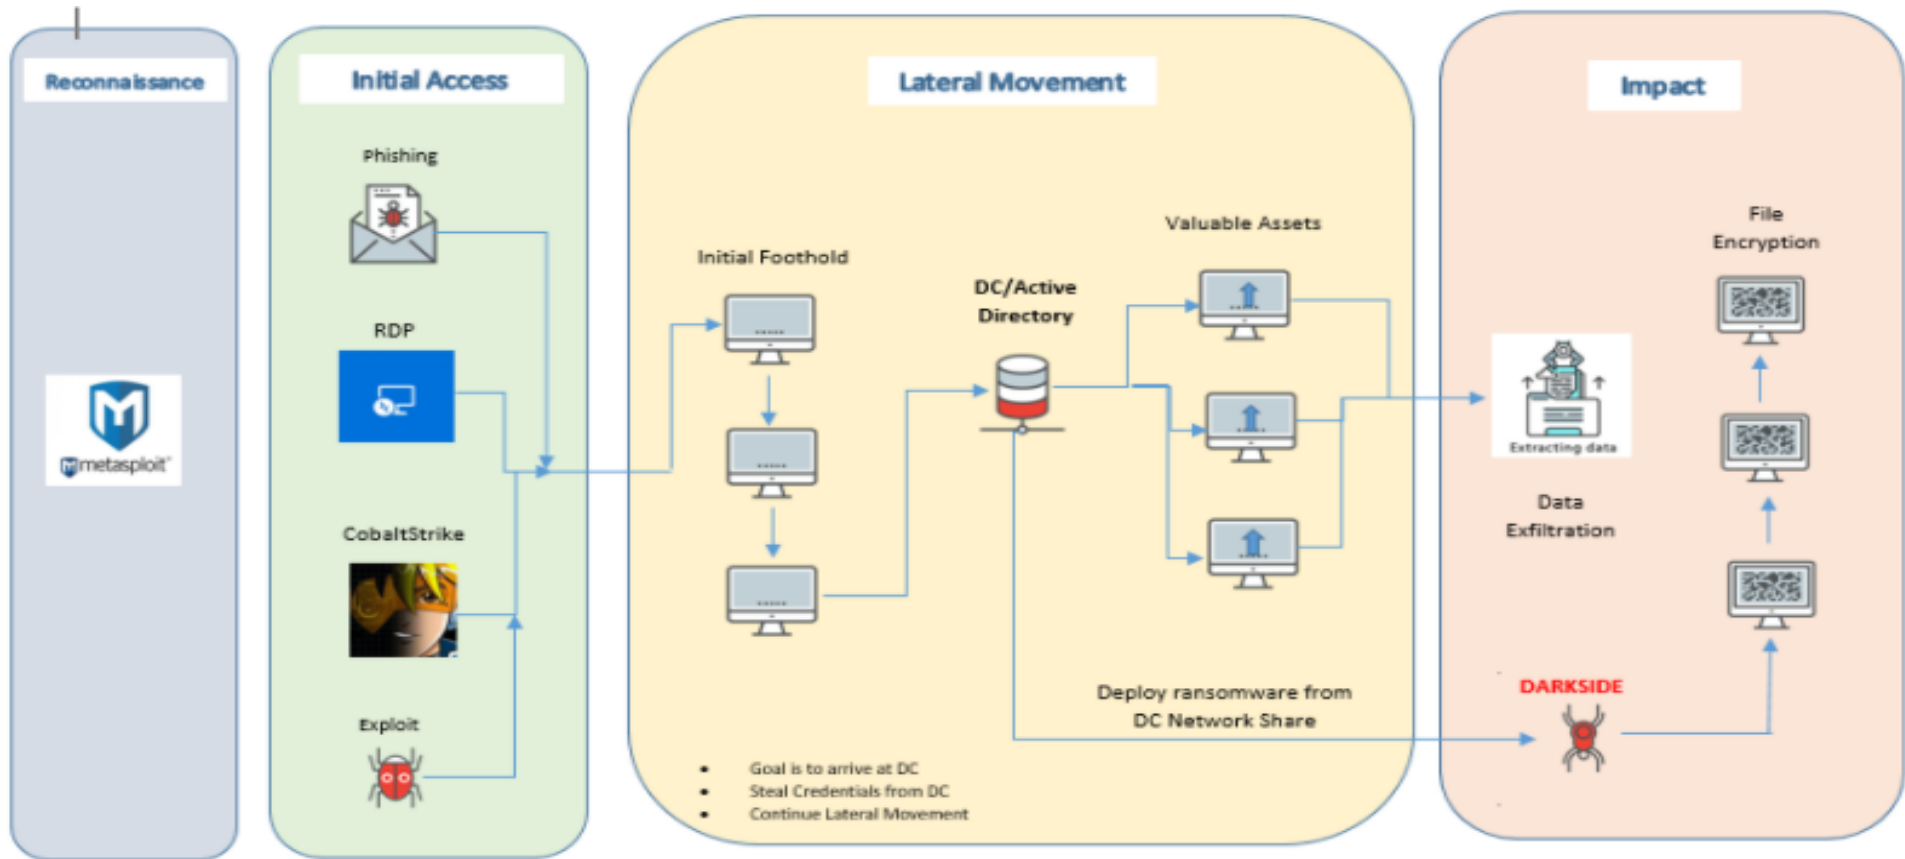 Reconnaissance
metasploit
Initial Access
Phishing
RDP
CobaltStrike
Exploit
Lateral Movement
Initial Foothold
DC/Active
Directory
Valuable Assets
Deploy ransomware from
DC Network Share
• Goal is to arrive at DC
• Steal Credentials from DC
• Continue Lateral Movement
Impact
File
Encryption
Extracting data
Data
Exfiltration
DARKSIDE